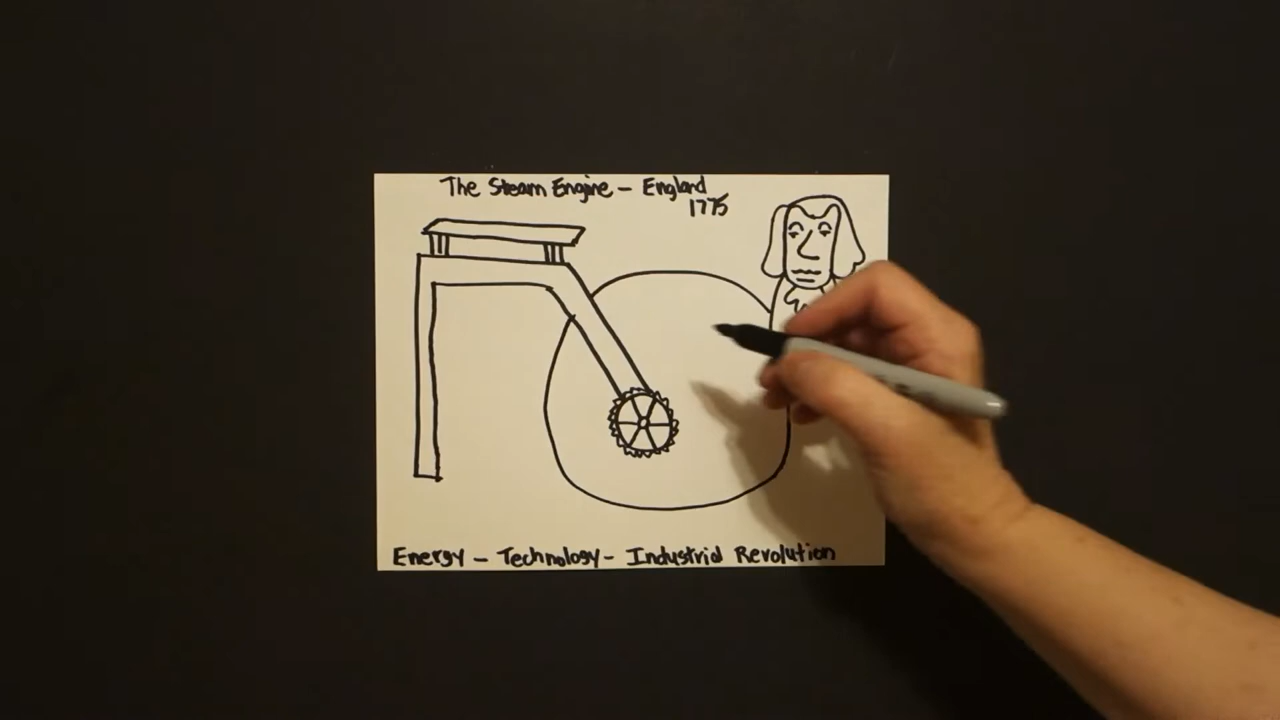 The Steam Engine – England
1775
Energy – Technology – Industrial Revolution